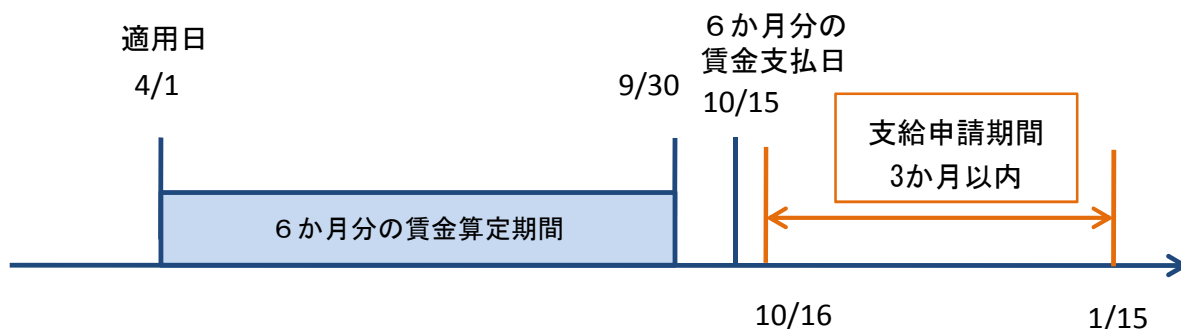 適用日
4/1
9/30
６か月分の
賃金支払日
10/15
支給申請期間
3か月以内
６か月分の賃金算定期間
10/16
1/15